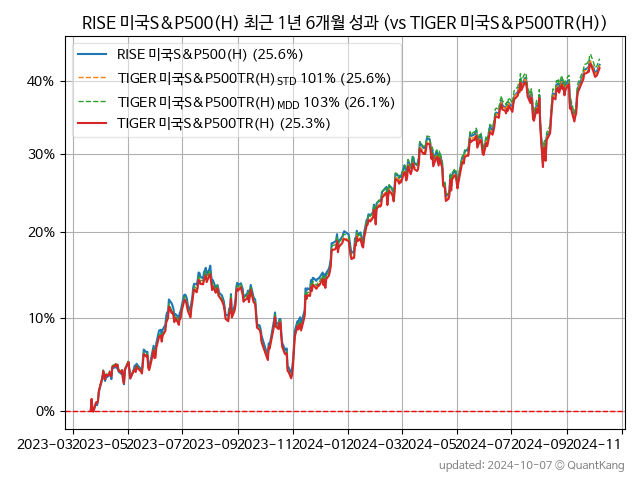 RISE 미국S&P500(H) 최근 1년 6개월 성과 (vs TIGER 미국S&P500TR(H))
RISE 미국S&P500(H) (25.6%)
TIGER 미국S&P500TR(H) STD 101% (25.6%)
TIGER 미국S&P500TR(H) MDD 103% (26.1%)
TIGER 미국S&P500TR(H) (25.3%)
40%
30%
20%
10%
0%
2023-03 2023-05 2023-07 2023-09 2023-11 2024-01 2024-03 2024-05 2024-07 2024-09 2024-11
updated: 2024-10-07 © QuantKang